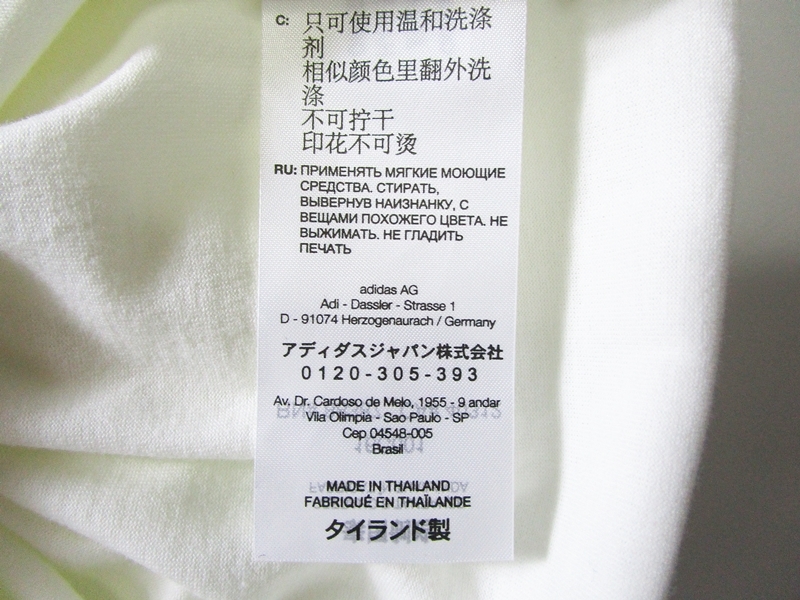 C: 只可使用温和洗涤
剂
相似颜色里翻外洗
涤
不可拧干
印花不可烫
RU: ПРИМЕНЯТЬ МЯГКИЕ МОЮЩИЕ
СРЕДСТВА. СТИРАТЬ,
ВЫВЕРНУВ НАИЗНАНКУ, С
ВЕЩАМИ ПОХОЖЕГО ЦВЕТА. НЕ
ВЫЖИМАТЬ. НЕ ГЛАДИТЬ
ПЕЧАТЬ
adidas AG
Adi - Dassler - Strasse 1
D - 91074 Herzogenaurach / Germany
アディダスジャパン株式会社
0120-305-393
Av. Dr. Cardoso de Melo, 1955 - 9 andar
Vila Olimpia - Sao Paulo - SP
Cep 04548-005
Brasil
MADE IN THAILAND
FABRIQUÉ EN THAÏLANDE
タイランド製